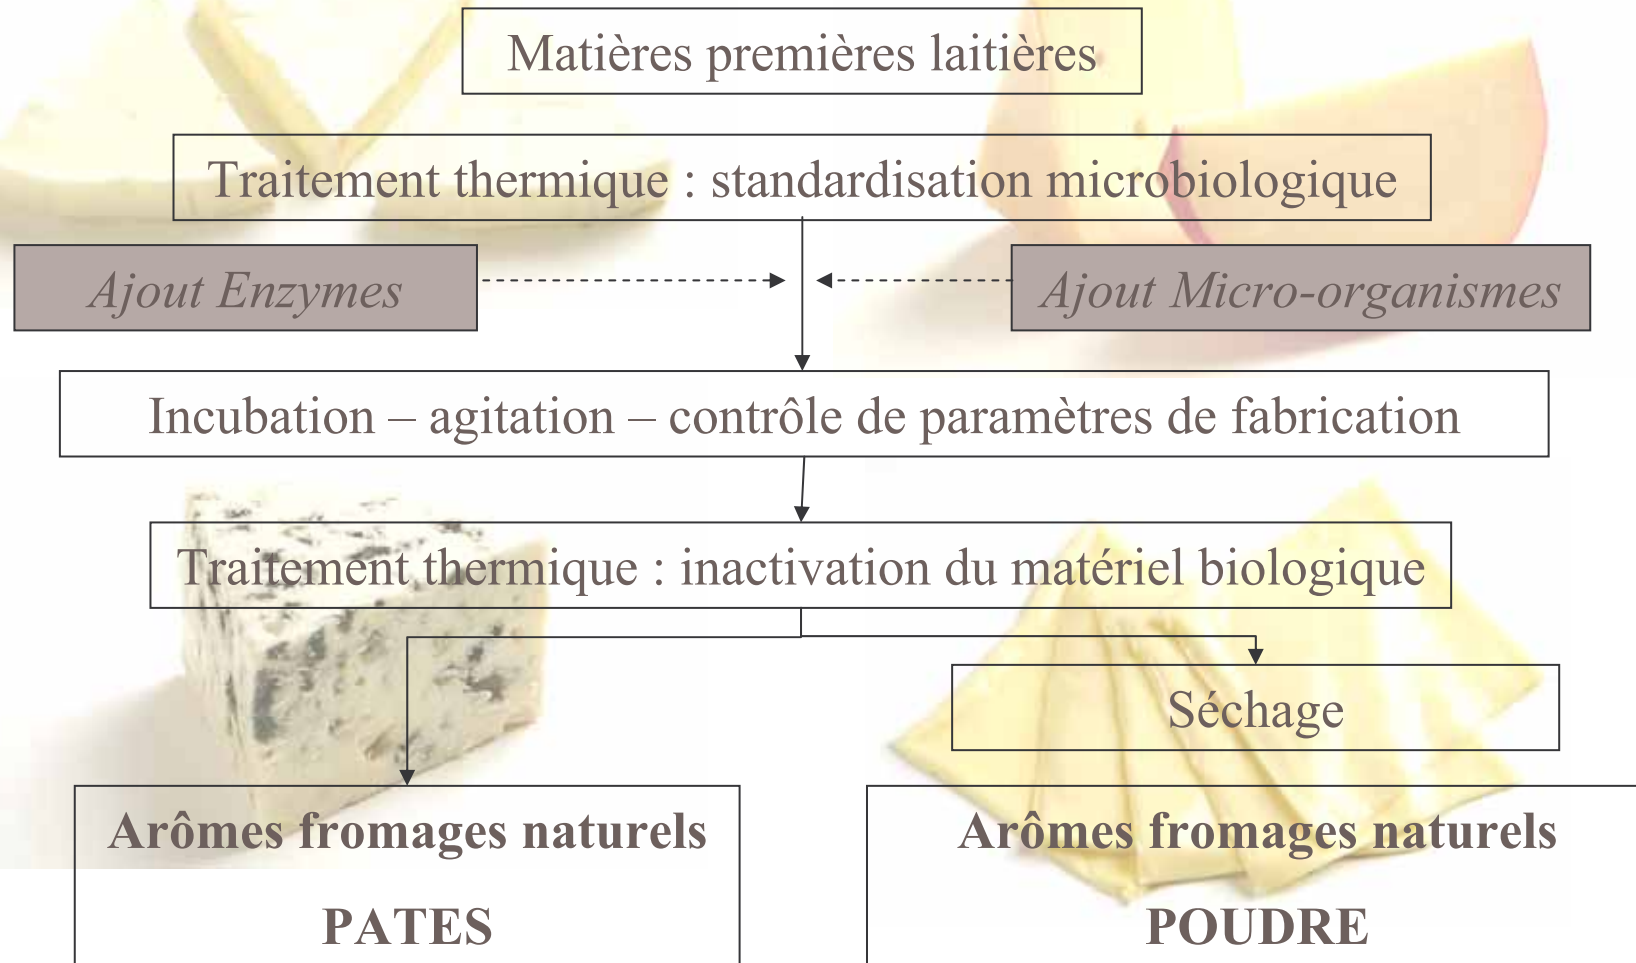 Matières premières laitières
Traitement thermique : standardisation microbiologique
Ajout Enzymes
Ajout Micro-organismes
Incubation – agitation – contrôle de paramètres de fabrication
Traitement thermique : inactivation du matériel biologique
Séchage
Arômes fromages naturels
PATES
Arômes fromages naturels
POUDRE